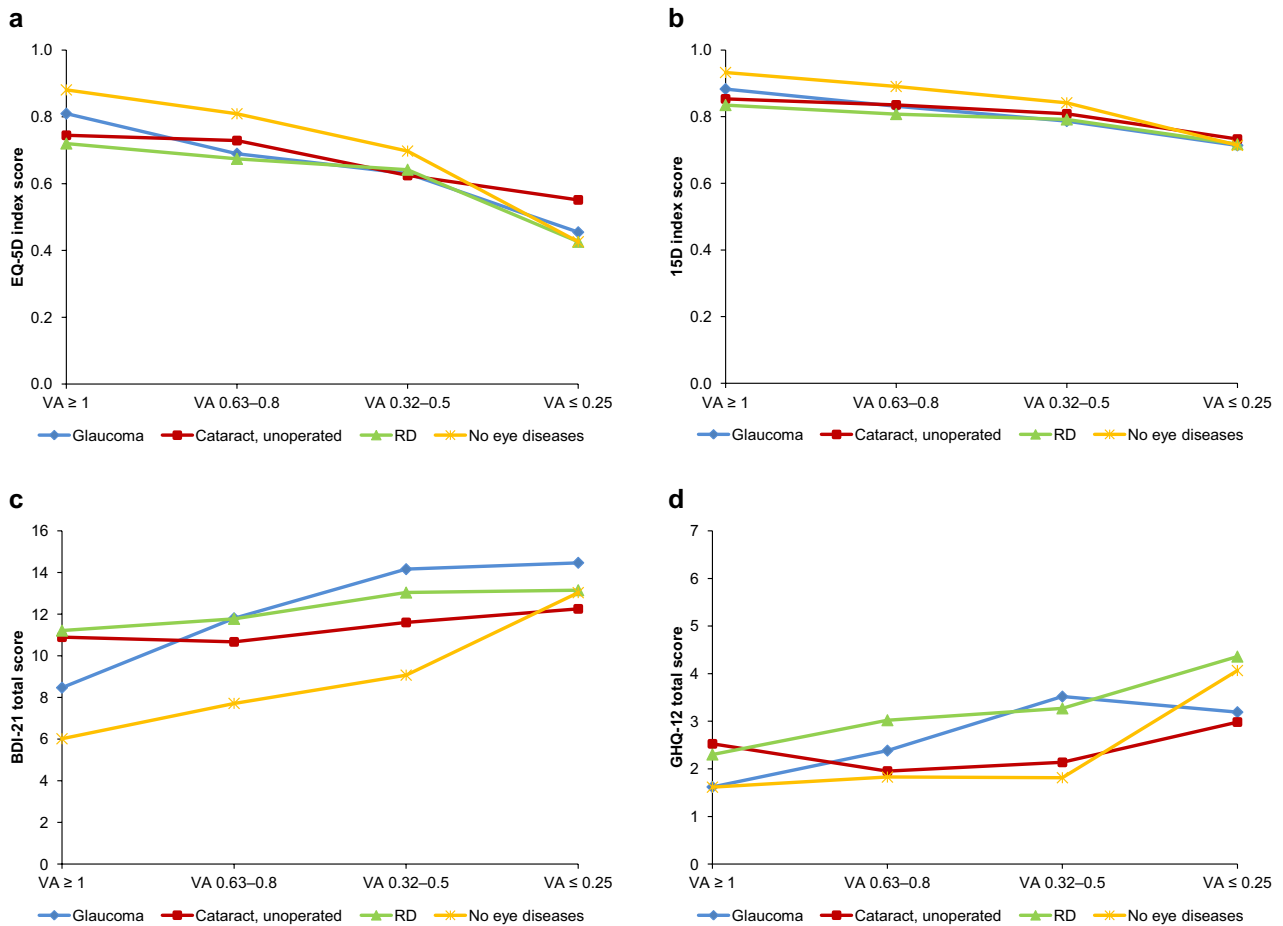 a
EQ-5D index score
1.0
0.8
0.6
0.4
0.2
0.0
VA ≥ 1 VA 0.63–0.8 VA 0.32–0.5 VA ≤ 0.25
Glaucoma Cataract, unoperated RD No eye diseases
b
15D index score
1.0
0.8
0.6
0.4
0.2
0.0
VA ≥ 1 VA 0.63–0.8 VA 0.32–0.5 VA ≤ 0.25
Glaucoma Cataract, unoperated RD No eye diseases
c
BDI-21 total score
16
14
12
10
8
6
4
2
0
VA ≥ 1 VA 0.63–0.8 VA 0.32–0.5 VA ≤ 0.25
Glaucoma Cataract, unoperated RD No eye diseases
d
GHQ-12 total score
7
6
5
4
3
2
1
0
VA ≥ 1 VA 0.63–0.8 VA 0.32–0.5 VA ≤ 0.25
Glaucoma Cataract, unoperated RD No eye diseases